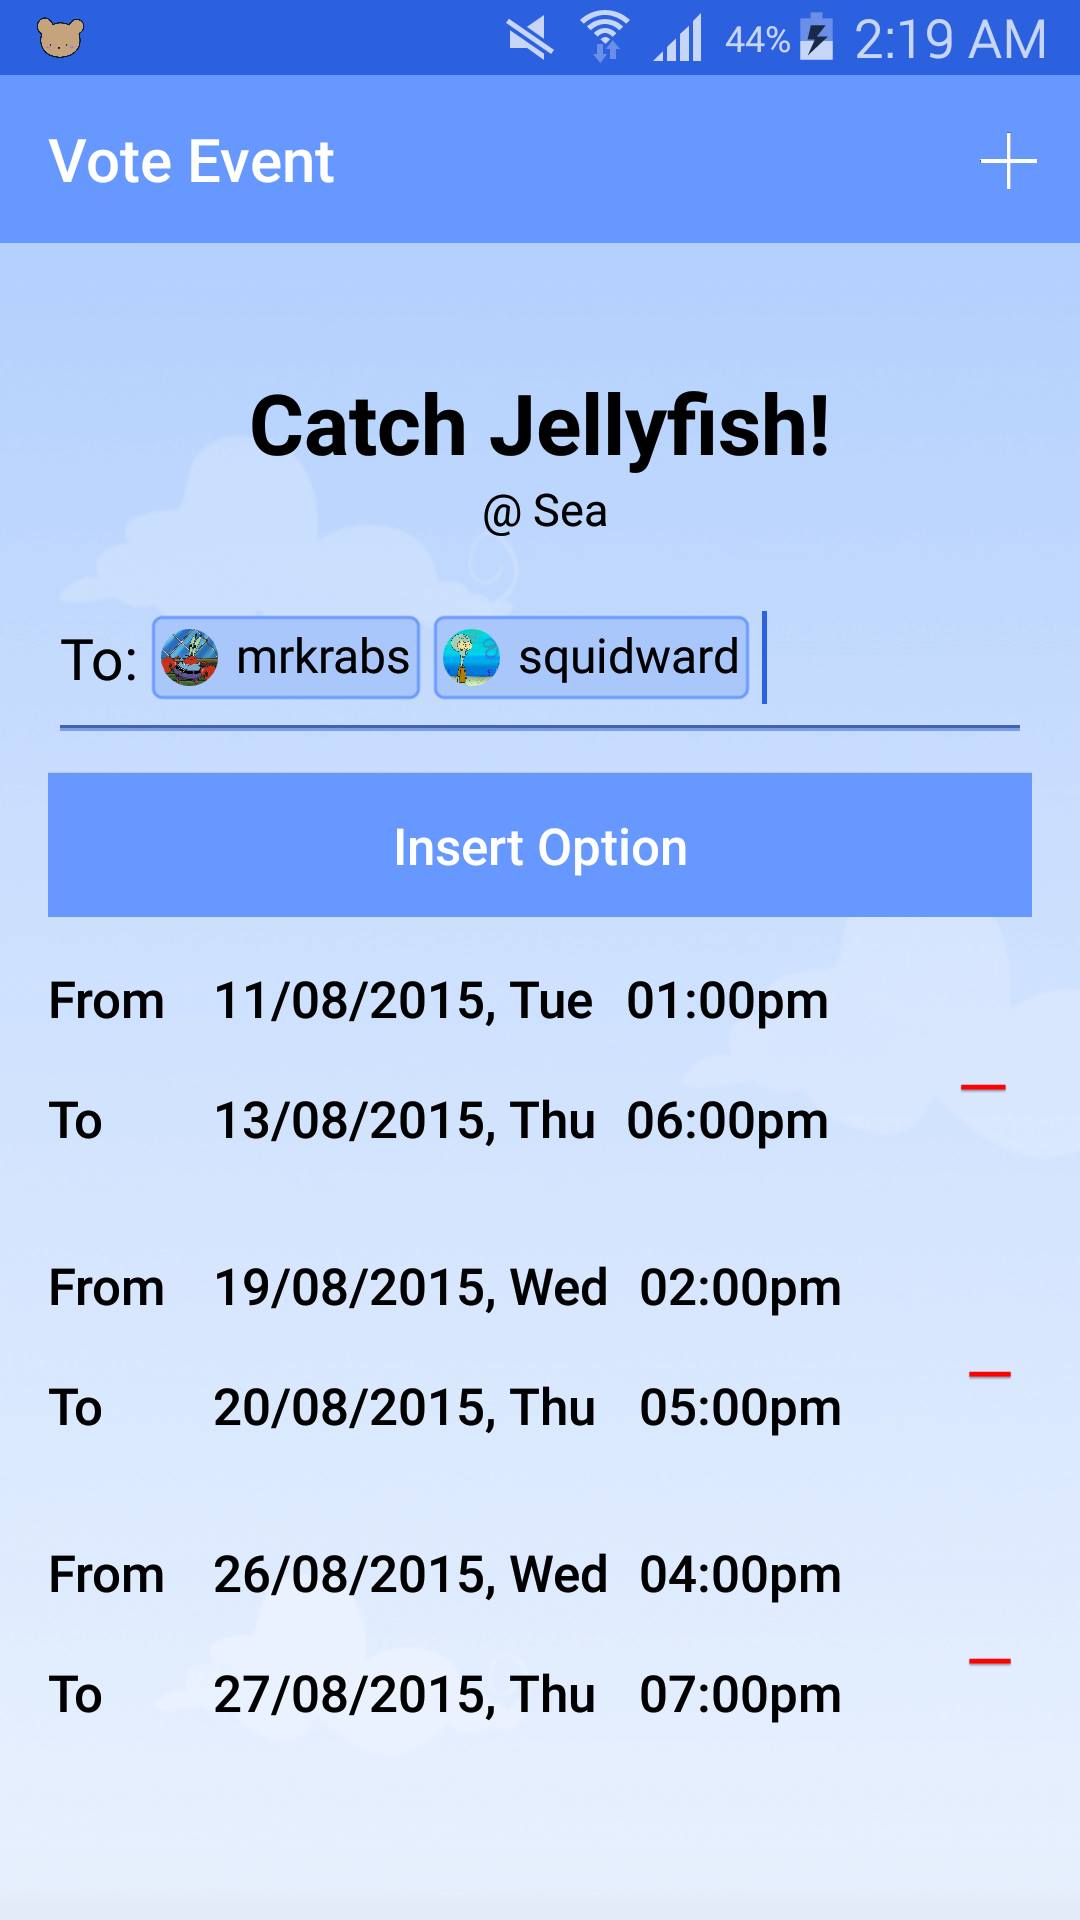 44% 2:19 AM
Vote Event
Catch Jellyfish!
@ Sea
To: mrkrabs squidward
Insert Option
From 11/08/2015, Tue 01:00pm
To 13/08/2015, Thu 06:00pm
From 19/08/2015, Wed 02:00pm
To 20/08/2015, Thu 05:00pm
From 26/08/2015, Wed 04:00pm
To 27/08/2015, Thu 07:00pm